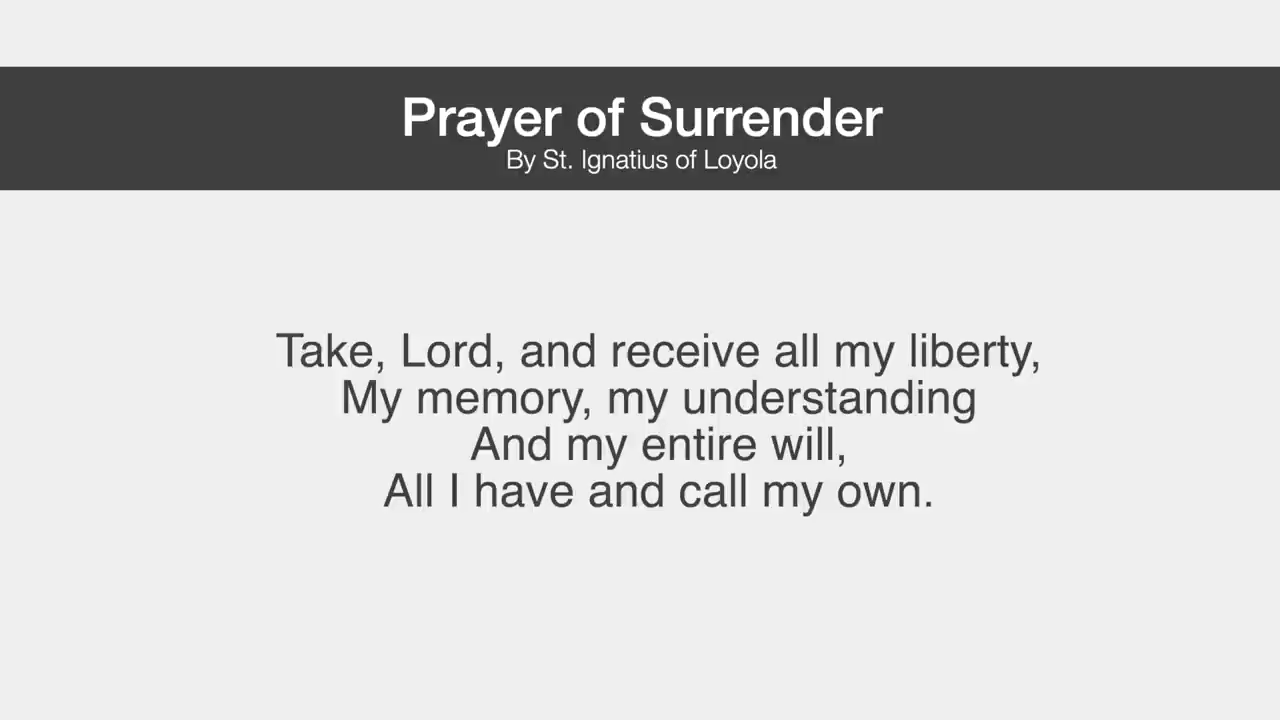 Prayer of Surrender
By St. Ignatius of Loyola
Take, Lord, and receive all my liberty,
My memory, my understanding
And my entire will,
All I have and call my own.